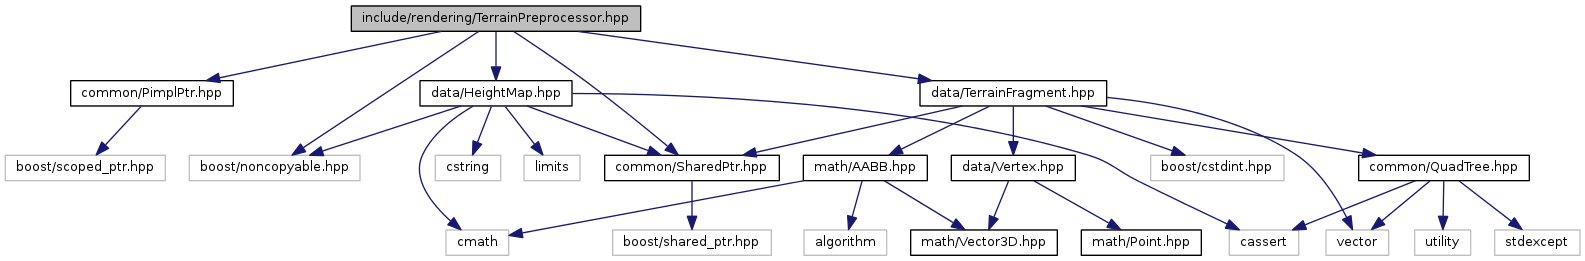 include/rendering/TerrainPreprocessor.hpp
common/PimplPtr.hpp
data/HeightMap.hpp
data/TerrainFragment.hpp
boost/scoped_ptr.hpp
boost/noncopyable.hpp
cstring
limits
common/SharedPtr.hpp
math/AABB.hpp
data/Vertex.hpp
boost/cstdint.hpp
common/QuadTree.hpp
cmath
boost/shared_ptr.hpp
algorithm
math/Vector3D.hpp
math/Point.hpp
cassert
vector
utility
stdexcept